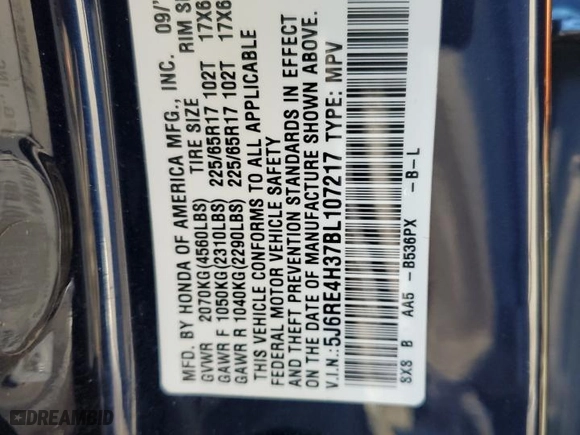 MFD. BY HONDA OF AMERICA MFG., INC. 09/
TIRE SIZE RIM SI
GVWR 2070KG(4560LBS)
GAWR F 1050KG(2310LBS) 225/65R17 102T 17X6
GAWR R 1040KG(2290LBS) 225/65R17 102T 17X6
THIS VEHICLE CONFORMS TO ALL APPLICABLE
FEDERAL MOTOR VEHICLE SAFETY
AND THEFT PREVENTION STANDARDS IN EFFECT
ON THE DATE OF MANUFACTURE SHOWN ABOVE.
V.I.N.:5J6RE4H37BL107217 TYPE: MPV
SX8 B AA5 -B536PX -B-L
DREAMBID